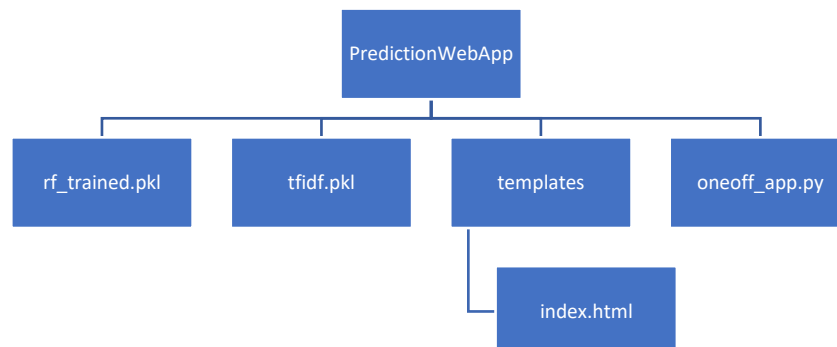 PredictionWebApp
rf_trained.pkl
tfidf.pkl
templates
oneoff_app.py
index.html